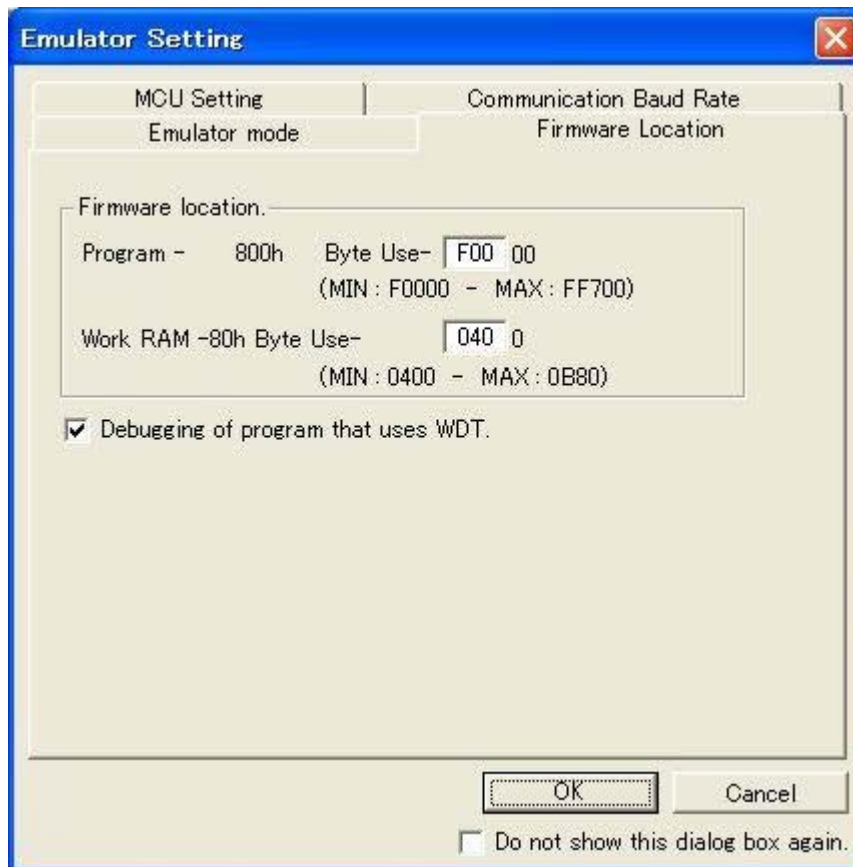 Emulator Setting
MCU Setting Communication Baud Rate
Emulator mode Firmware Location
Firmware location.
Program - 800h Byte Use- F00 00
(MIN : F0000 - MAX : FF700)
Work RAM -80h Byte Use- 040 0
(MIN : 0400 - MAX : 0B80)
Debugging of program that uses WDT.
OK Cancel
Do not show this dialog box again.